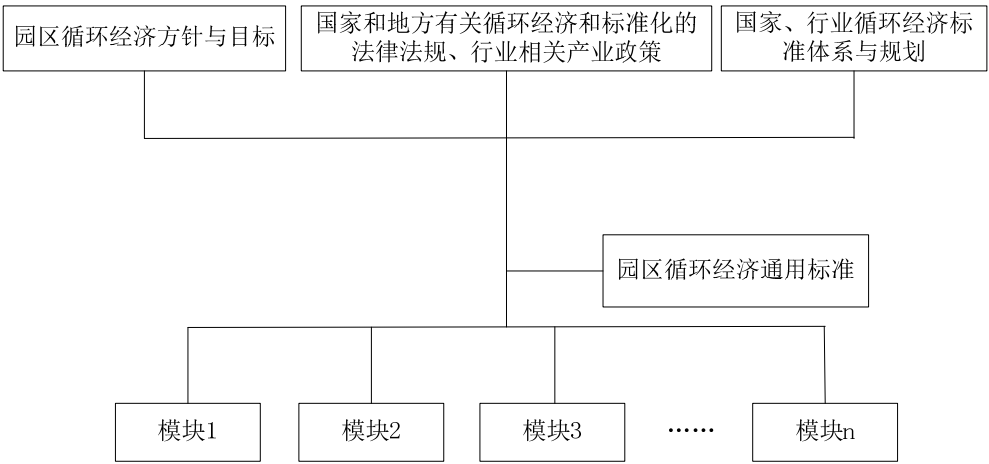 园区循环经济方针与目标
国家和地方有关循环经济和标准化的
法律法规、行业相关产业政策
国家、行业循环经济标
准体系与规划
园区循环经济通用标准
模块1
模块2
模块3
……
模块n